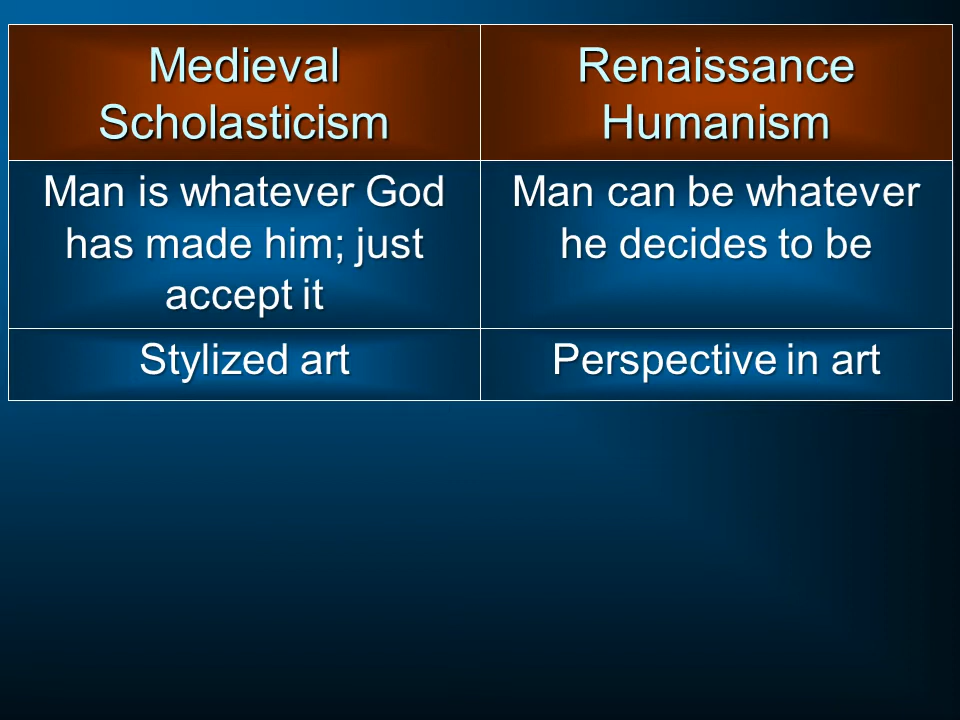 Medieval
Scholasticism
Renaissance
Humanism
Man is whatever God
has made him; just
accept it
Man can be whatever
he decides to be
Stylized art
Perspective in art